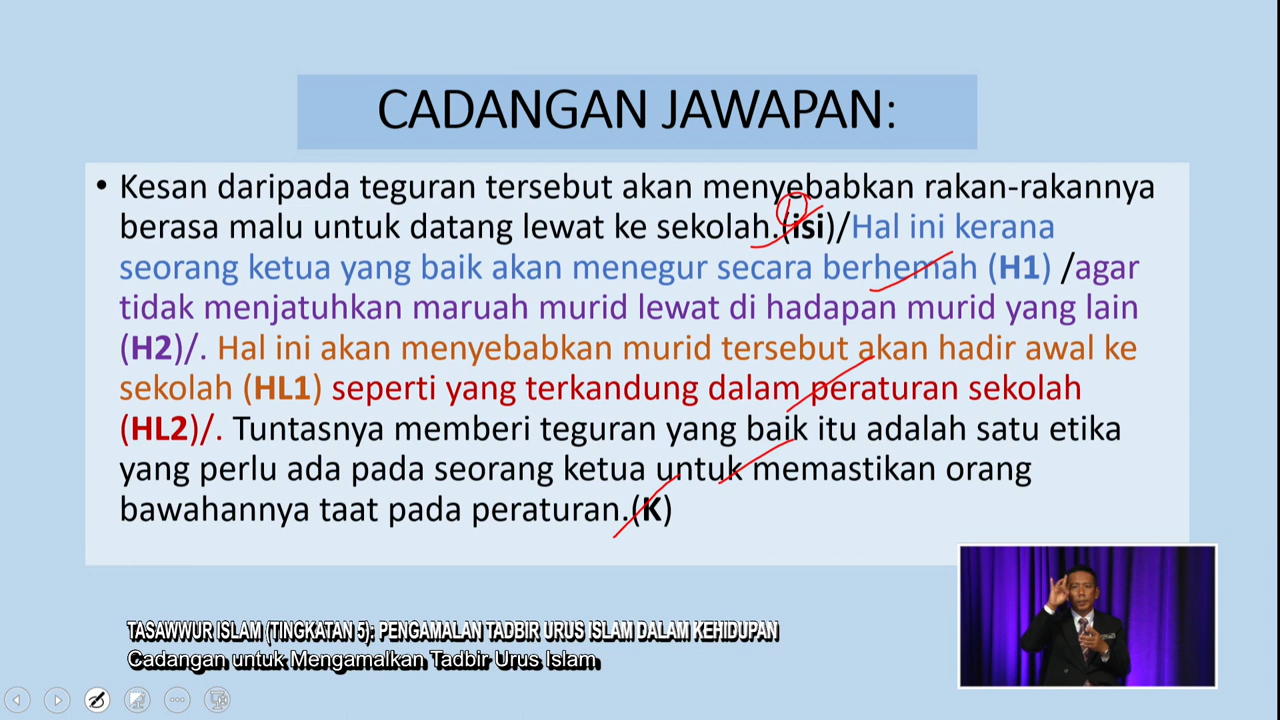 CADANGAN JAWAPAN:
• Kesan daripada teguran tersebut akan menyebabkan rakan-rakannya
berasa malu untuk datang lewat ke sekolah.(isi)/Hal ini kerana
seorang ketua yang baik akan menegur secara berhemah (H1) /agar
tidak menjatuhkan maruah murid lewat di hadapan murid yang lain
(H2)/. Hal ini akan menyebabkan murid tersebut akan hadir awal ke
sekolah (HL1) seperti yang terkandung dalam peraturan sekolah
(HL2)/. Tuntasnya memberi teguran yang baik itu adalah satu etika
yang perlu ada pada seorang ketua untuk memastikan orang
bawahannya taat pada peraturan.(K)
TASAWWUR ISLAM (TINGKATAN 5): PENGAMALAN TADBIR URUS ISLAM DALAM KEHIDUPAN
Cadangan untuk Mengamalkan Tadbir Urus Islam